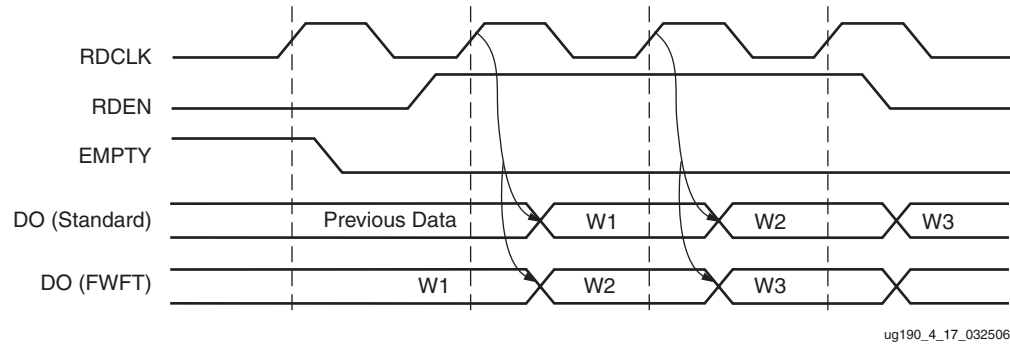 RDCLK
RDEN
EMPTY
DO (Standard) Previous Data W1 W2 W3
DO (FWFT) W1 W2 W3
ug190_4_17_032506